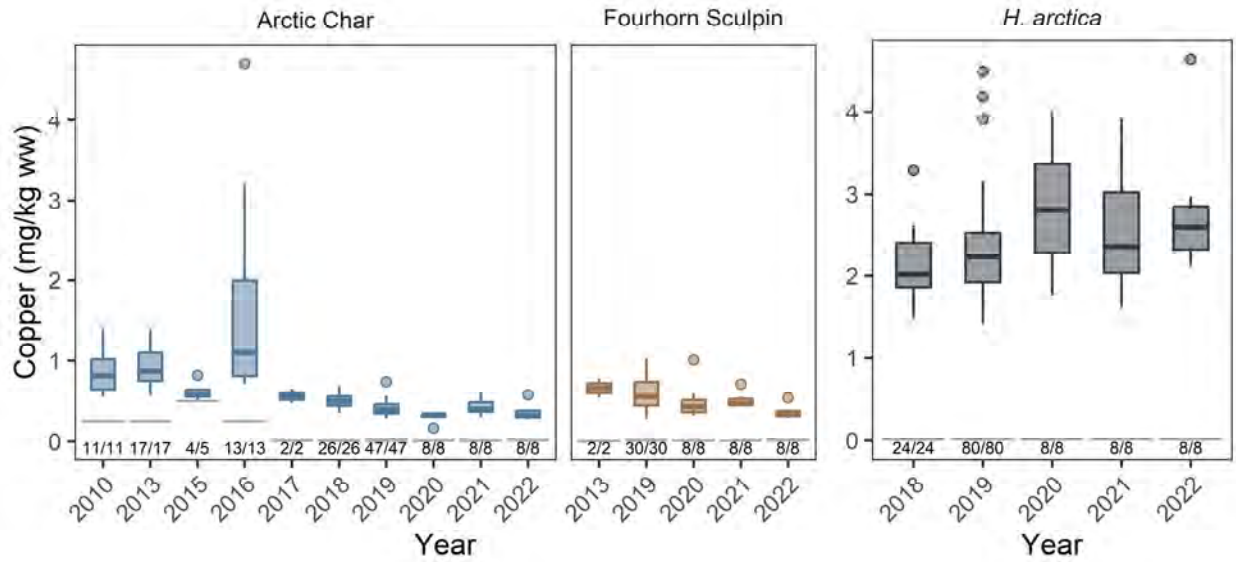 Arctic Char
Fourhorn Sculpin
H. arctica
Copper (mg/kg ww)
4
3
2
1
0
11/11 17/17 4/5 13/13 2/2 26/26 47/47 8/8 8/8 8/8
2010 2013 2015 2016 2017 2018 2019 2020 2021 2022
Year
2/2 30/30 8/8 8/8 8/8
2013 2019 2020 2021 2022
4
3
2
1
0
24/24 80/80 8/8 8/8 8/8
2018 2019 2020 2021 2022
Year